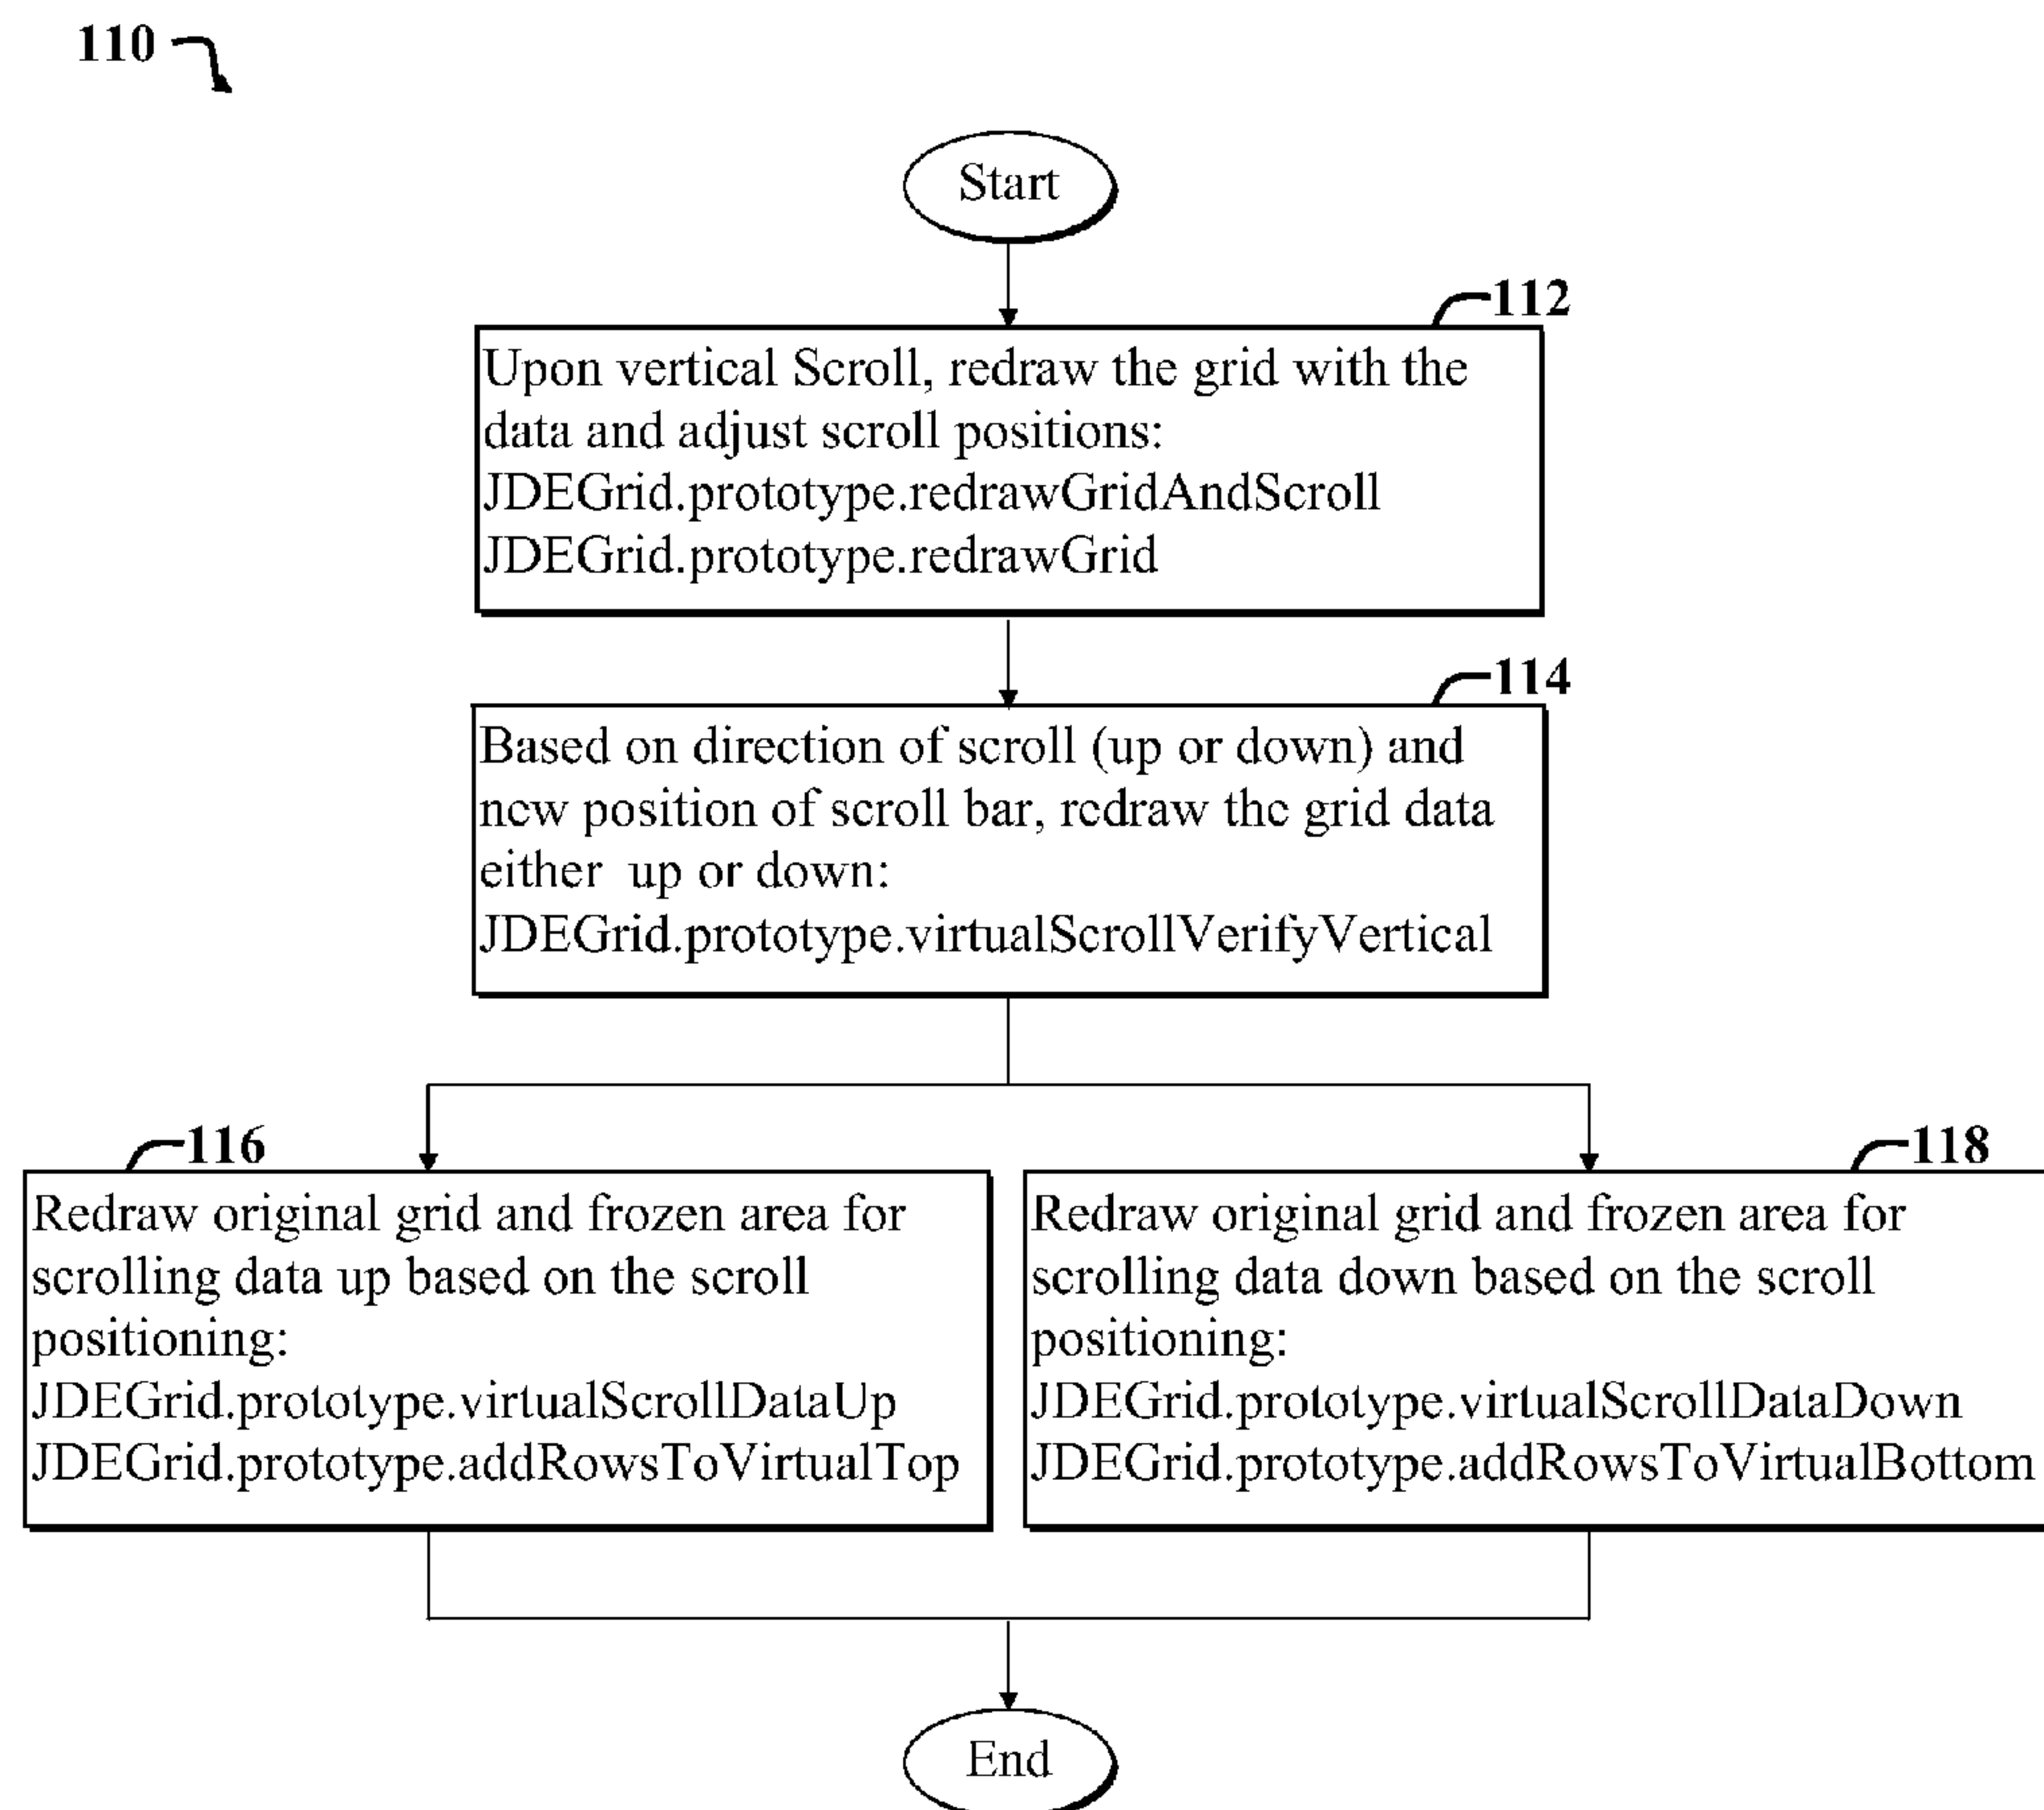 110
Start
112
Upon vertical Scroll, redraw the grid with the
data and adjust scroll positions:
JDEGrid.prototype.redrawGridAndScroll
JDEGrid.prototype.redrawGrid
114
Based on direction of scroll (up or down) and
new position of scroll bar, redraw the grid data
either up or down:
JDEGrid.prototype.virtualScrollVerifyVertical
116
Redraw original grid and frozen area for
scrolling data up based on the scroll
positioning:
JDEGrid.prototype.virtualScrollDataUp
JDEGrid.prototype.addRowsToVirtualTop
118
Redraw original grid and frozen area for
scrolling data down based on the scroll
positioning:
JDEGrid.prototype.virtualScrollDataDown
JDEGrid.prototype.addRowsToVirtualBottom
End